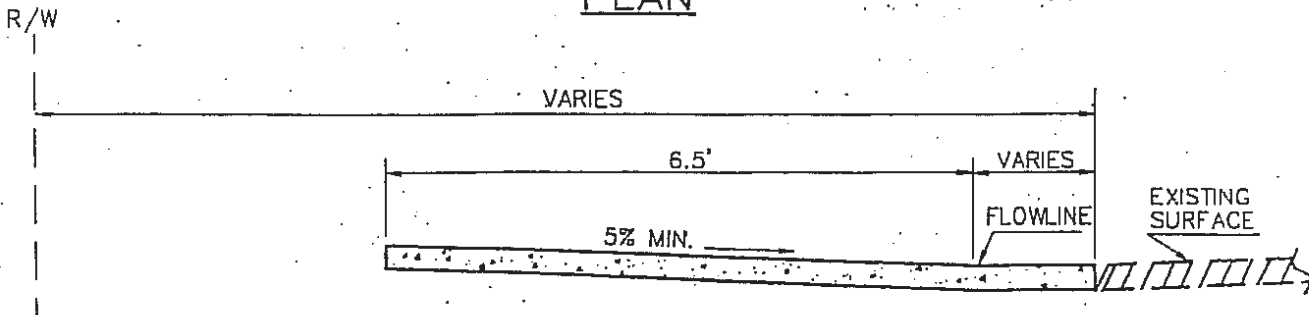 PLAN
R/W
VARIES
6.5'
VARIES
FLOWLINE
EXISTING
SURFACE
5% MIN.